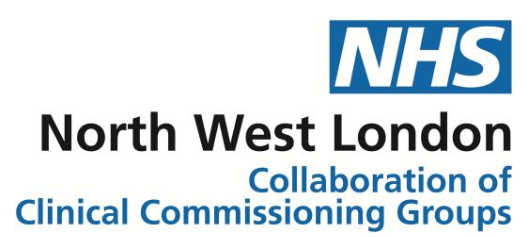 NHS
North West London
Collaboration of
Clinical Commissioning Groups